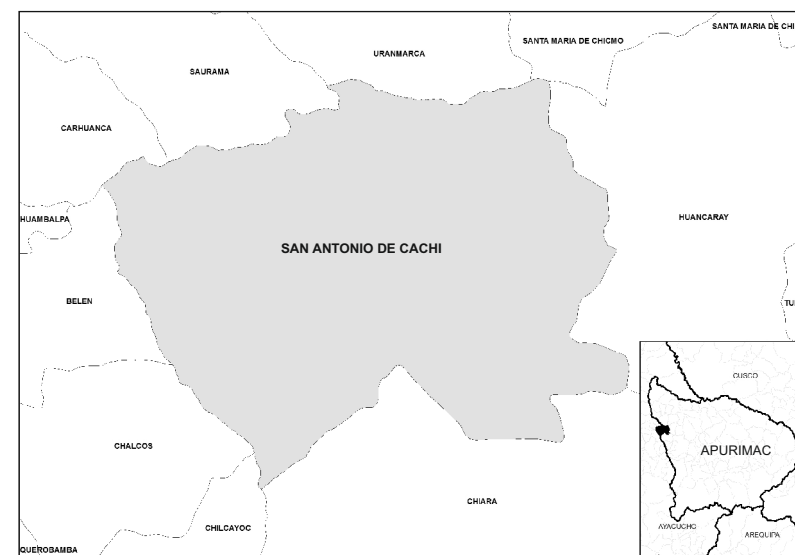 SANTA MARIA DE CHI
SANTA MARIA DE CHICMO
URANMARCA
SAURAMA
CARHUANCA
HUAMBALPA
HUANCARAY
SAN ANTONIO DE CACHI
BELEN
TU
CUSCO
CHALCOS
APURIMAC
CHIARA
CHILCAYOC
AYACUCHO
AREQUIPA
QUEROBAMBA